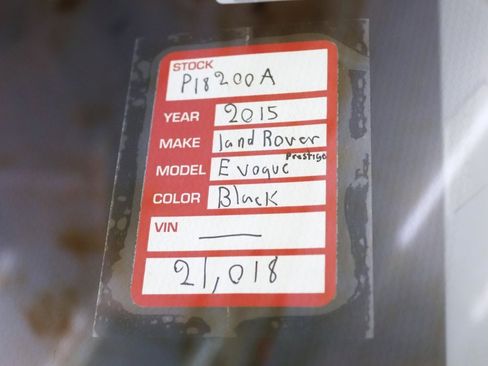 STOCK
P18200A
YEAR 2015
MAKE land Rover
MODEL Evoque Prestige
COLOR Black
VIN —
21,018